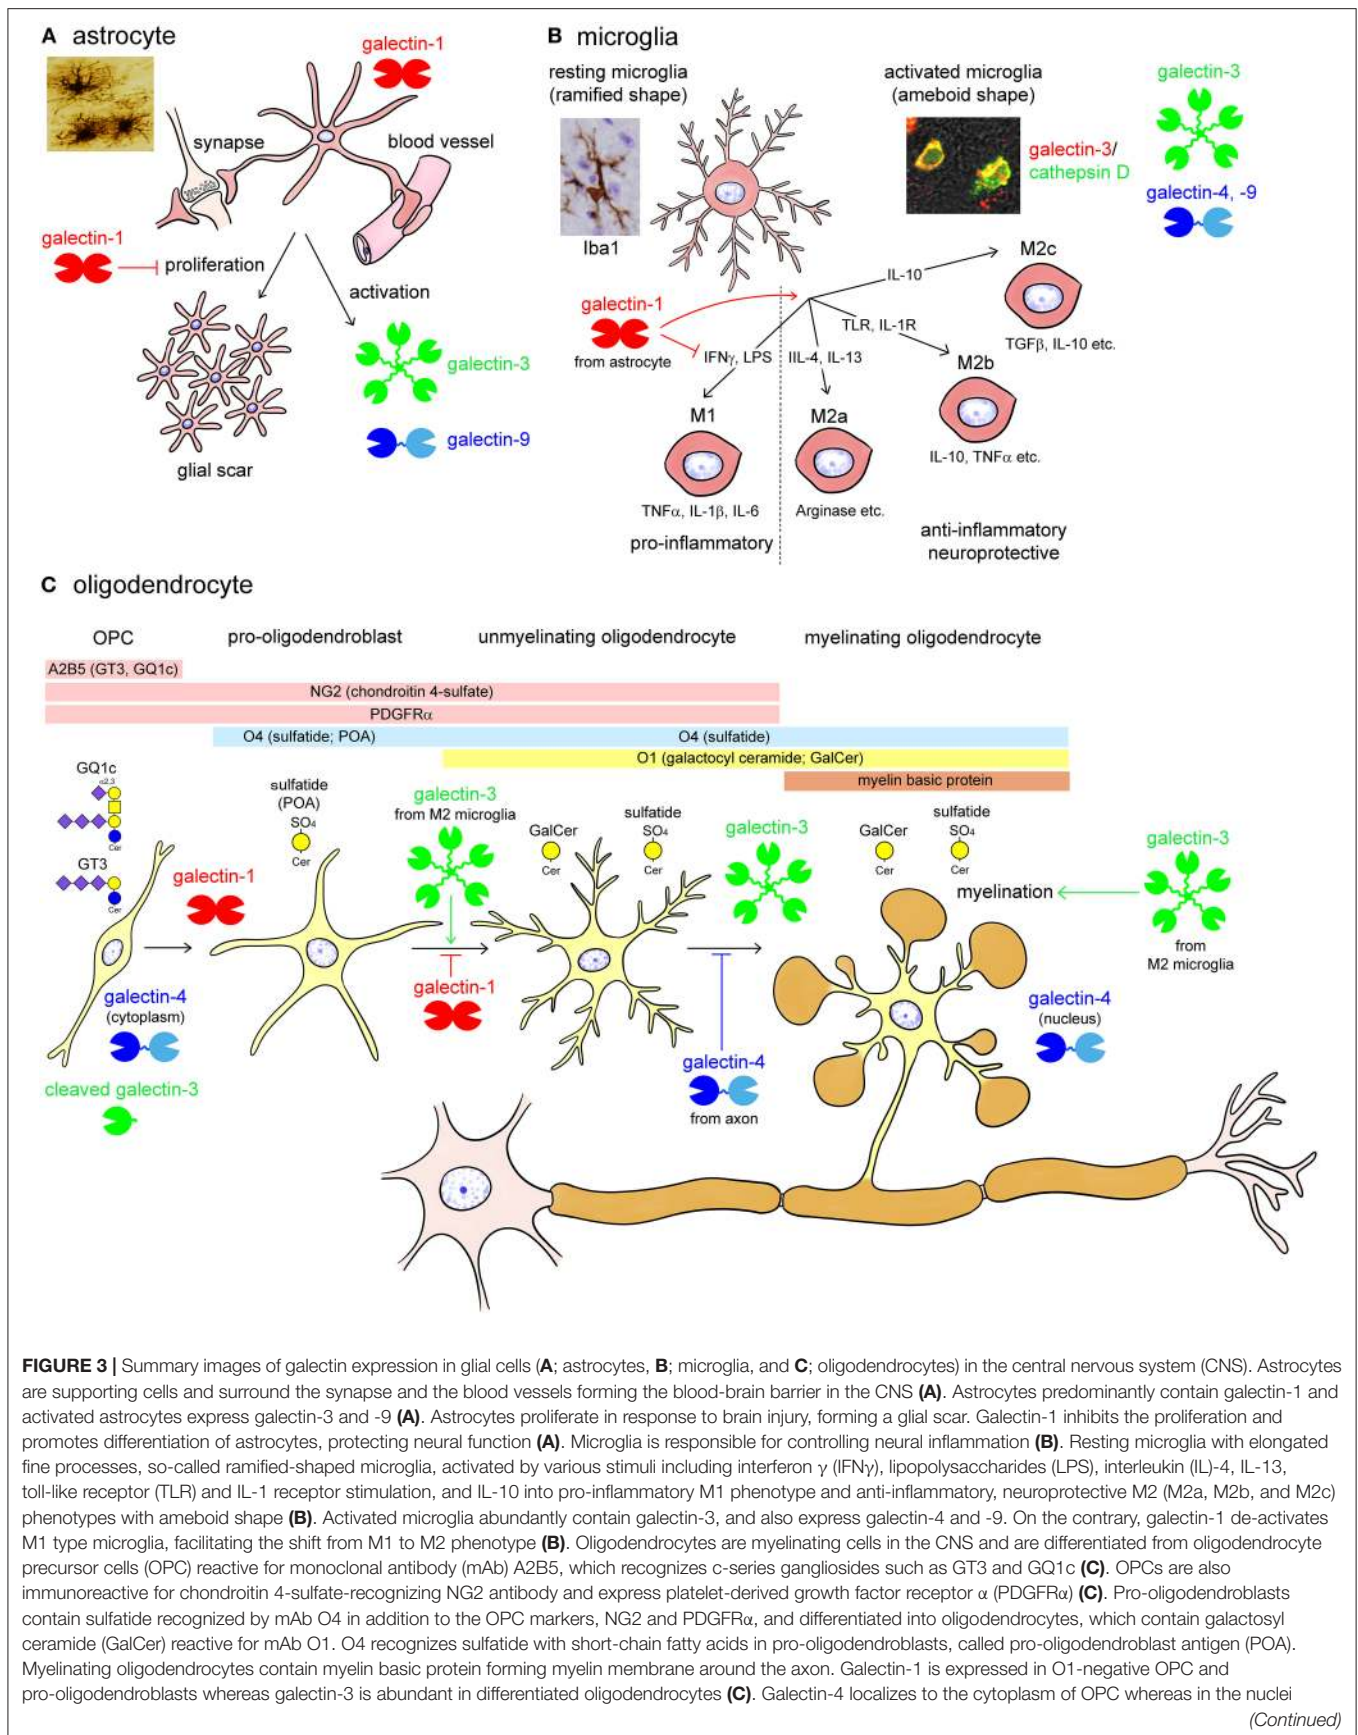 A astrocyte
galectin-1
synapse
blood vessel
galectin-1
proliferation
activation
galectin-3
galectin-9
glial scar
B microglia
resting microglia
(ramified shape)
Iba1
activated microglia
(ameboid shape)
galectin-3/
cathepsin D
galectin-3
galectin-4, -9
galectin-1
from astrocyte
IL-10
M2c
TGFβ, IL-10 etc.
TLR, IL-1R
M2b
IL-10, TNFα etc.
IFNγ, LPS
IIL-4, IL-13
M1
M2a
TNFα, IL-1β, IL-6
Arginase etc.
pro-inflammatory
anti-inflammatory
neuroprotective
C oligodendrocyte
OPC
pro-oligodendroblast
unmyelinating oligodendrocyte
myelinating oligodendrocyte
A2B5 (GT3, GQ1c)
NG2 (chondroitin 4-sulfate)
PDGFRα
O4 (sulfatide; POA)
O4 (sulfatide)
O1 (galactocyl ceramide; GalCer)
myelin basic protein
GQ1c
α2,3
Cer
GT3
Cer
galectin-1
galectin-4
(cytoplasm)
cleaved galectin-3
sulfatide
(POA)
SO₄
Cer
galectin-3
from M2 microglia
galectin-1
GalCer
Cer
sulfatide
SO₄
Cer
galectin-3
galectin-4
from axon
GalCer
Cer
sulfatide
SO₄
Cer
myelination
galectin-3
from
M2 microglia
galectin-4
(nucleus)
FIGURE 3 | Summary images of galectin expression in glial cells (A; astrocytes, B; microglia, and C; oligodendrocytes) in the central nervous system (CNS). Astrocytes
are supporting cells and surround the synapse and the blood vessels forming the blood-brain barrier in the CNS (A). Astrocytes predominantly contain galectin-1 and
activated astrocytes express galectin-3 and -9 (A). Astrocytes proliferate in response to brain injury, forming a glial scar. Galectin-1 inhibits the proliferation and
promotes differentiation of astrocytes, protecting neural function (A). Microglia is responsible for controlling neural inflammation (B). Resting microglia with elongated
fine processes, so-called ramified-shaped microglia, activated by various stimuli including interferon γ (IFNγ), lipopolysaccharides (LPS), interleukin (IL)-4, IL-13,
toll-like receptor (TLR) and IL-1 receptor stimulation, and IL-10 into pro-inflammatory M1 phenotype and anti-inflammatory, neuroprotective M2 (M2a, M2b, and M2c)
phenotypes with ameboid shape (B). Activated microglia abundantly contain galectin-3, and also express galectin-4 and -9. On the contrary, galectin-1 de-activates
M1 type microglia, facilitating the shift from M1 to M2 phenotype (B). Oligodendrocytes are myelinating cells in the CNS and are differentiated from oligodendrocyte
precursor cells (OPC) reactive for monoclonal antibody (mAb) A2B5, which recognizes c-series gangliosides such as GT3 and GQ1c (C). OPCs are also
immunoreactive for chondroitin 4-sulfate-recognizing NG2 antibody and express platelet-derived growth factor receptor α (PDGFRα) (C). Pro-oligodendroblasts
contain sulfatide recognized by mAb O4 in addition to the OPC markers, NG2 and PDGFRα, and differentiated into oligodendrocytes, which contain galactosyl
ceramide (GalCer) reactive for mAb O1. O4 recognizes sulfatide with short-chain fatty acids in pro-oligodendroblasts, called pro-oligodendroblast antigen (POA).
Myelinating oligodendrocytes contain myelin basic protein forming myelin membrane around the axon. Galectin-1 is expressed in O1-negative OPC and
pro-oligodendroblasts whereas galectin-3 is abundant in differentiated oligodendrocytes (C). Galectin-4 localizes to the cytoplasm of OPC whereas in the nuclei
(Continued)